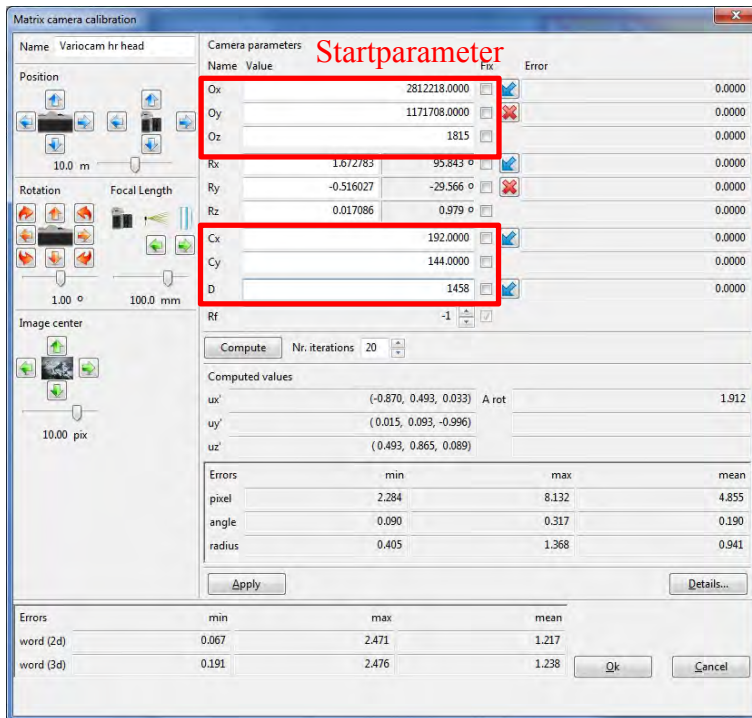 Matrix camera calibration
Name Variocam hr head
Position
10.0 m
Rotation Focal Length
1.00 º 100.0 mm
Image center
10.00 pix
Camera parameters
Startparameter
Name Value Fix Error
Ox 2812218.0000 0.0000
Oy 1171708.0000 0.0000
Oz 1815 0.0000
Rx 1.672783 95.843 º 0.0000
Ry -0.516027 -29.566 º 0.0000
Rz 0.017086 0.979 º 0.0000
Cx 192.0000 0.0000
Cy 144.0000 0.0000
D 1458 0.0000
Rf -1
Compute Nr. iterations 20
Computed values
ux' (-0.870, 0.493, 0.033) A rot 1.912
uy' ( 0.015, 0.093, -0.996)
uz' ( 0.493, 0.865, 0.089)
Errors min max mean
pixel 2.284 8.132 4.855
angle 0.090 0.317 0.190
radius 0.405 1.368 0.941
Apply Details...
Errors min max mean
word (2d) 0.067 2.471 1.217
word (3d) 0.191 2.476 1.238
Ok Cancel